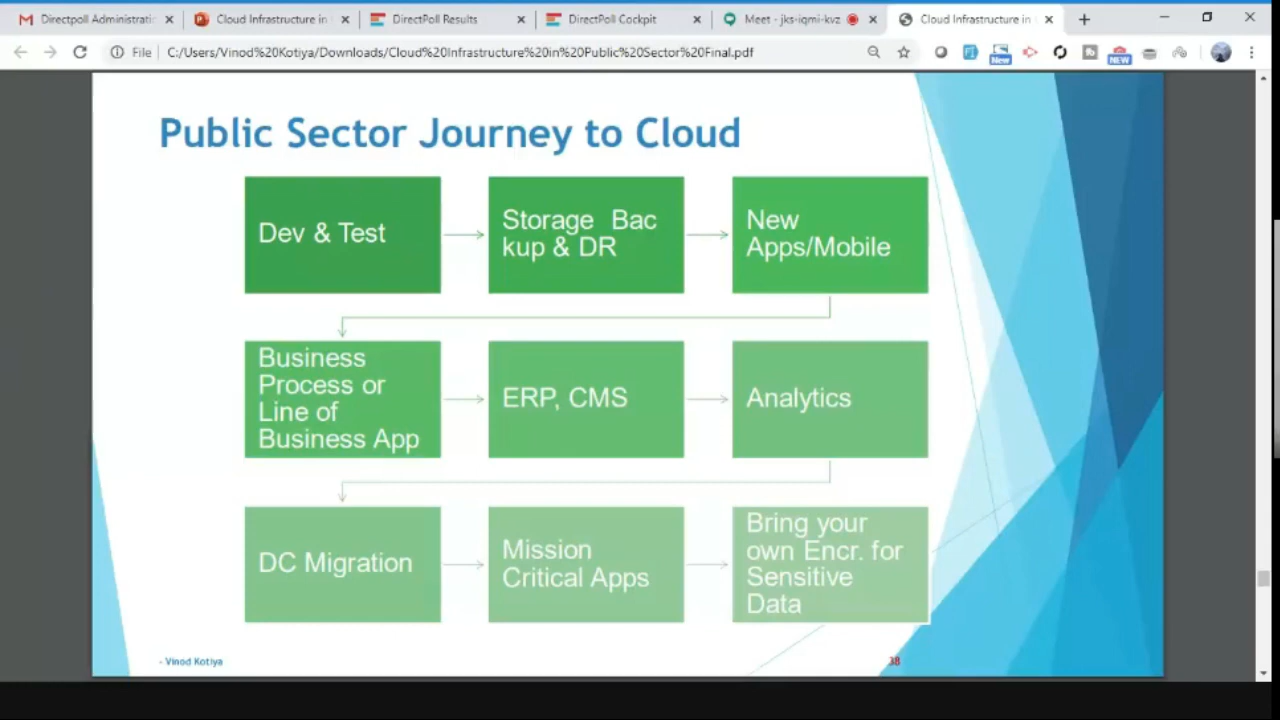 Directpoll Administrati
Cloud Infrastructure in
DirectPoll Results
DirectPoll Cockpit
Meet - jks-iqmi-kvz
Cloud Infrastructure in
File
C:/Users/Vinod%20Kotiya/Downloads/Cloud%20Infrastructure%20in%20Public%20Sector%20Final.pdf
New
NEW
Public Sector Journey to Cloud
Dev & Test
Storage Bac
kup & DR
New
Apps/Mobile
Business
Process or
Line of
Business App
ERP, CMS
Analytics
DC Migration
Mission
Critical Apps
Bring your
own Encr. for
Sensitive
Data
- Vinod Kotiya
38